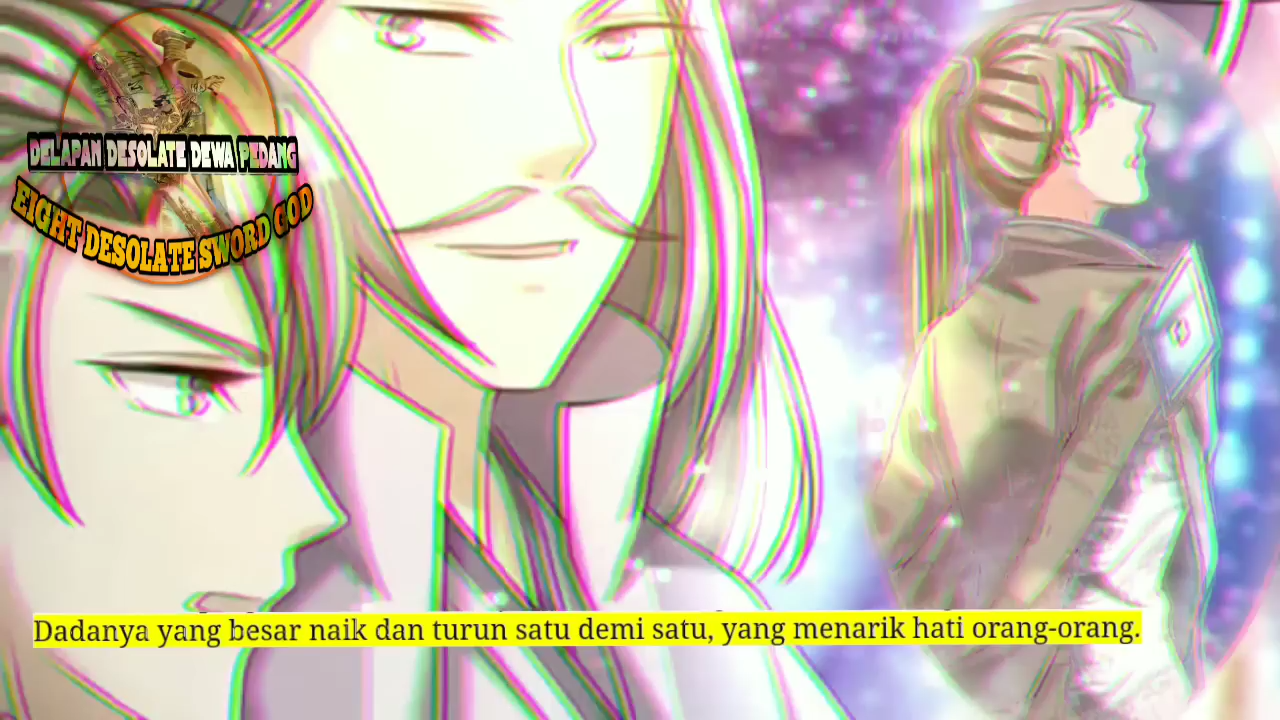 DELAPAN DESOLATE DEWA PEDANG
EIGHT DESOLATE SWORD GOD
Dadanya yang besar naik dan turun satu demi satu, yang menarik hati orang-orang.